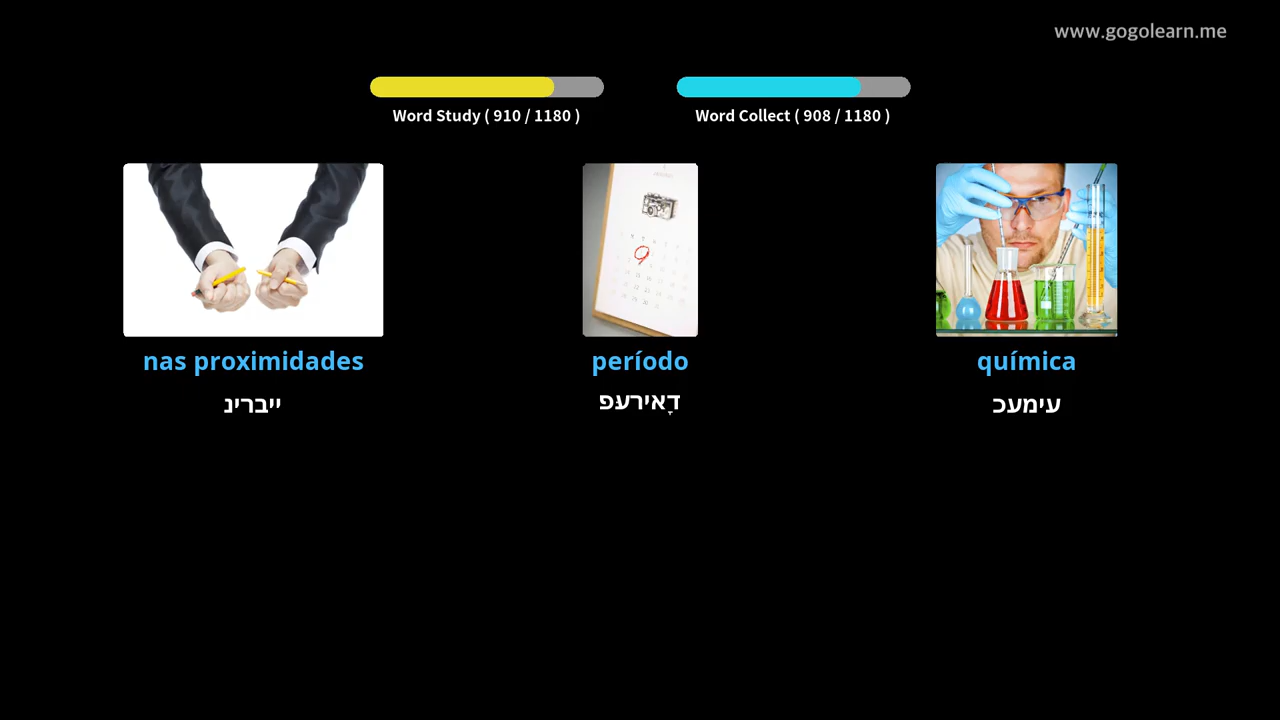 www.gogolearn.me
Word Study ( 910 / 1180 )
Word Collect ( 908 / 1180 )
nas proximidades
período
química
ייברינ
דָאירעפ
עימעכ